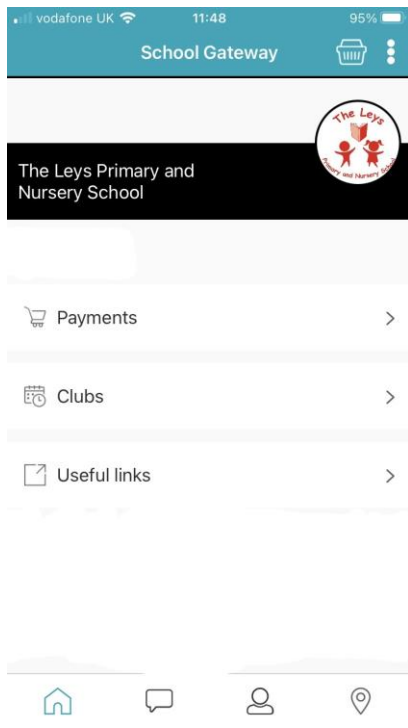 vodafone UK 11:48 95%
School Gateway
The Leys
Primary and Nursery School
The Leys Primary and
Nursery School
Payments
Clubs
Useful links